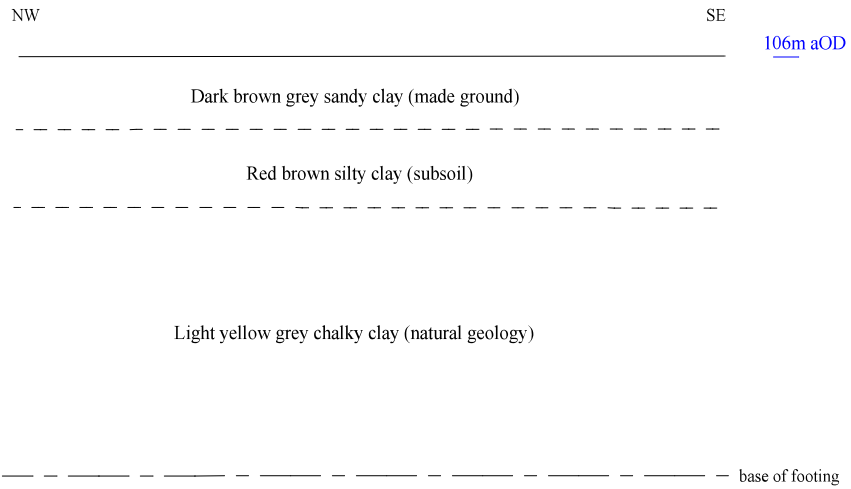 NW
SE
106m aOD
Dark brown grey sandy clay (made ground)
Red brown silty clay (subsoil)
Light yellow grey chalky clay (natural geology)
base of footing